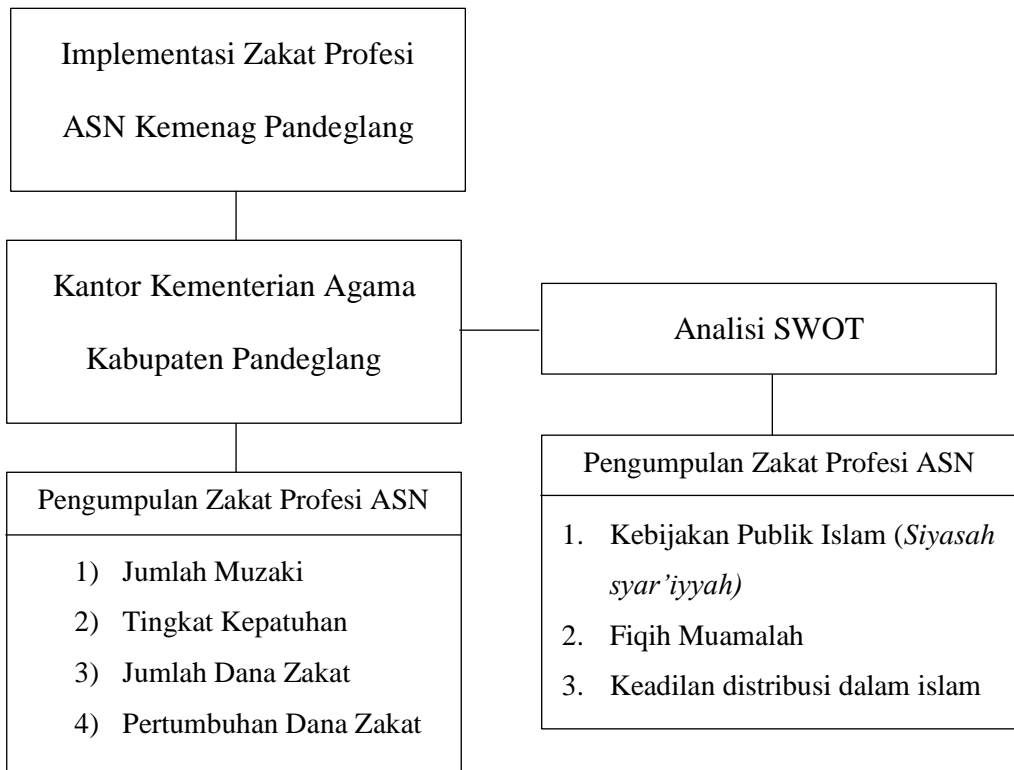 Implementasi Zakat Profesi
ASN Kemenag Pandeglang
Kantor Kementerian Agama
Kabupaten Pandeglang
Analisi SWOT
Pengumpulan Zakat Profesi ASN
1) Jumlah Muzaki
2) Tingkat Kepatuhan
3) Jumlah Dana Zakat
4) Pertumbuhan Dana Zakat
Pengumpulan Zakat Profesi ASN
1. Kebijakan Publik Islam (Siyasah
syar’iyyah)
2. Fiqih Muamalah
3. Keadilan distribusi dalam islam